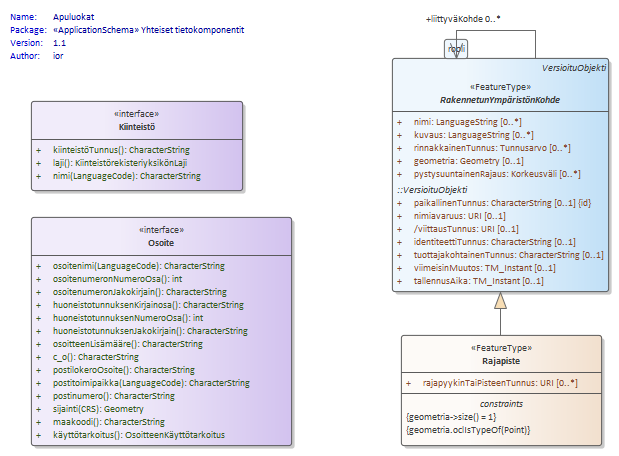 Name: Apuluokat
Package: «ApplicationSchema» Yhteiset tietokomponentit
Version: 1.1
Author: ior
«interface»
Kiinteistö
+ kiinteistöTunnus(): CharacterString
+ laji(): KiinteistörekisteriyksikönLaji
+ nimi(LanguageCode): CharacterString
«interface»
Osoite
+ osoitenimi(LanguageCode): CharacterString
+ osoitenumeronNumeroOsa(): int
+ osoitenumeronJakokirjain(): CharacterString
+ huoneistotunnuksenKirjainosa(): CharacterString
+ huoneistotunnuksenNumeroOsa(): int
+ huoneistotunnuksenJakokirjain(): CharacterString
+ osoitteenLisämääre(): CharacterString
+ c_o(): CharacterString
+ postilokeroOsoite(): CharacterString
+ postitoimipaikka(LanguageCode): CharacterString
+ postinumero(): CharacterString
+ sijainti(CRS): Geometry
+ maakoodi(): CharacterString
+ käyttötarkoitus(): OsoitteenKäyttötarkoitus
+liittyväKohde 0..*
rooli
VersioituObjekti
«FeatureType»
RakennetunYmpäristönKohde
+ nimi: LanguageString [0..*]
+ kuvaus: LanguageString [0..*]
+ rinnakkainenTunnus: Tunnusarvo [0..*]
+ geometria: Geometry [0..1]
+ pystysuuntainenRajaus: Korkeusväli [0..*]
::VersioituObjekti
+ paikallinenTunnus: CharacterString [0..1] {id}
+ nimiavaruus: URI [0..1]
+ /viittausTunnus: URI [0..1]
+ identiteettiTunnus: CharacterString [0..1]
+ tuottajakohtainenTunnus: CharacterString [0..1]
+ viimeisinMuutos: TM_Instant [0..1]
+ tallennusAika: TM_Instant [0..1]
«FeatureType»
Rajapiste
+ rajapyykinTaiPisteenTunnus: URI [0..*]
constraints
{geometria->size() = 1}
{geometria.oclIsTypeOf(Point)}